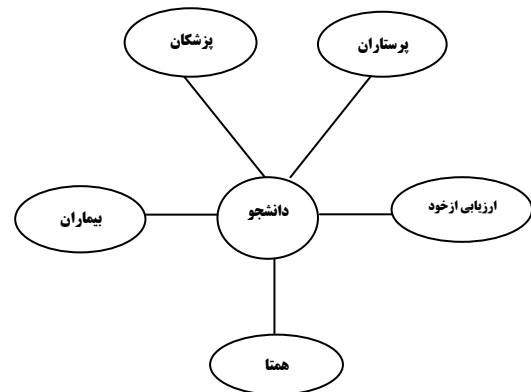 پرستاران
پزشکان
دانشجو
ارزیابی ازخود
بیماران
همتا